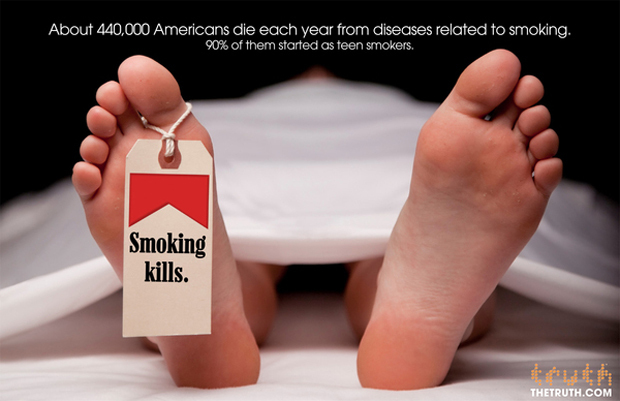 About 440,000 Americans die each year from diseases related to smoking.
90% of them started as teen smokers.
Smoking
kills.
truth
THETRUTH.COM